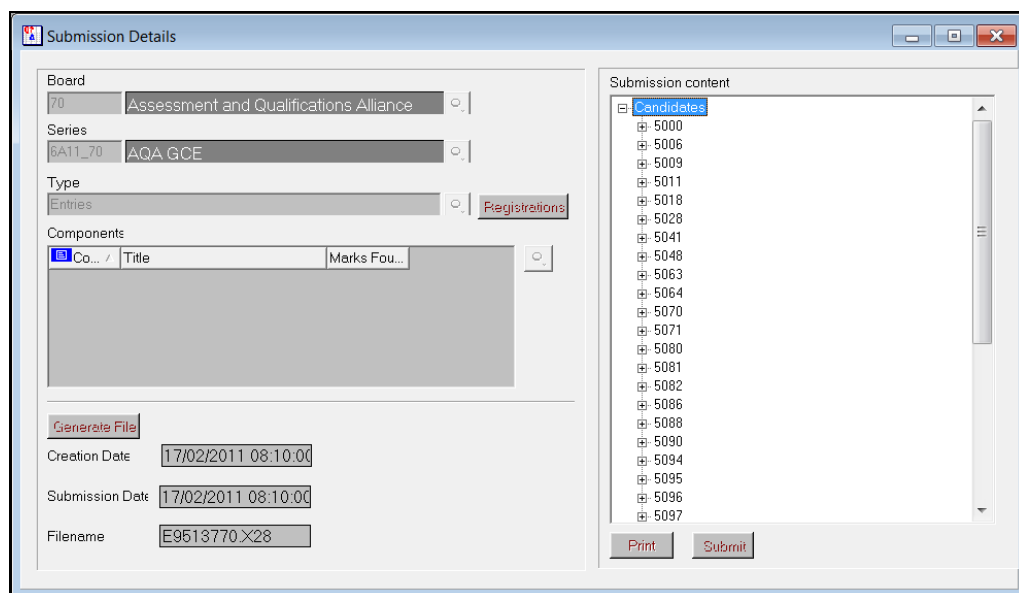 Submission Details
Board
70 Assessment and Qualifications Alliance
Series
6A11_70 AQA GCE
Type
Entries
Registrations
Components
Co... Title Marks Fou...
Generate File
Creation Date 17/02/2011 08:10:00
Submission Date 17/02/2011 08:10:00
Filename E9513770.X28
Submission content
Candidates
5000
5006
5009
5011
5018
5028
5041
5048
5063
5064
5070
5071
5080
5081
5082
5086
5088
5090
5094
5095
5096
5097
Print Submit